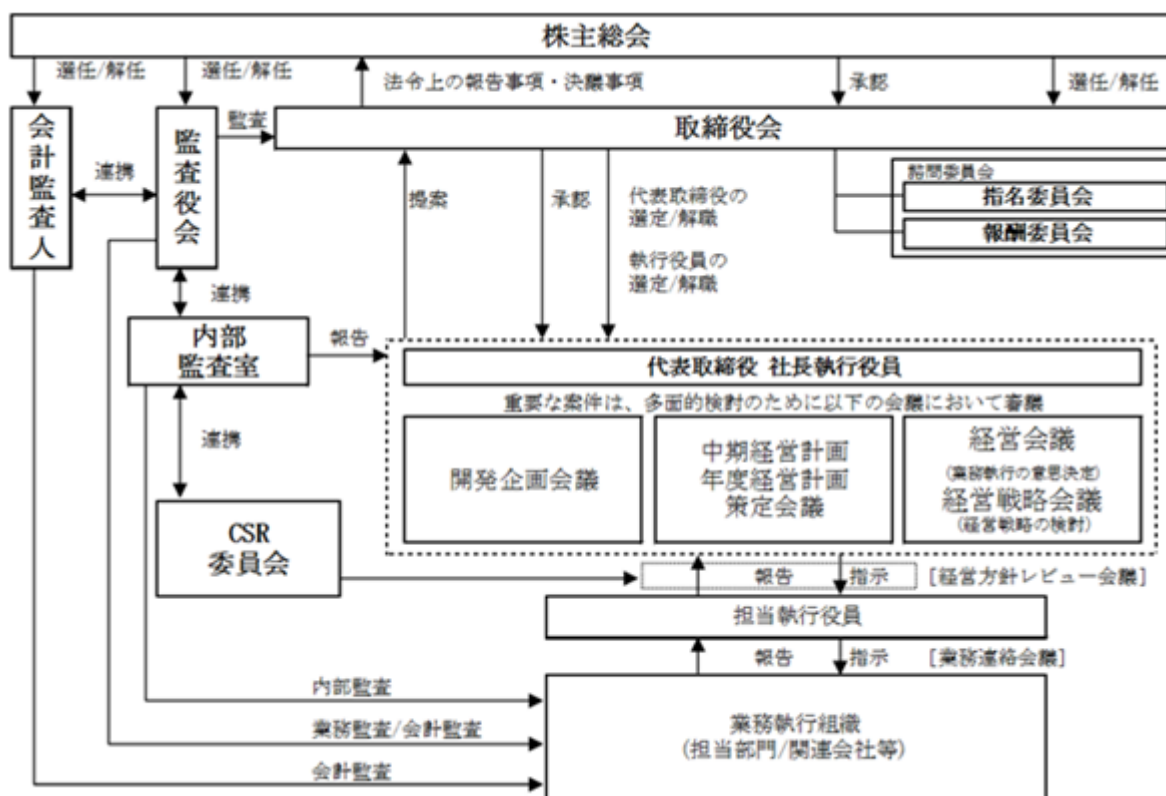 株主総会
選任/解任
選任/解任
法令上の報告事項・決議事項
承認
選任/解任
会計監査人
連携
監査役会
監査
取締役会
提案
承認
代表取締役の
選定/解職
執行役員の
選定/解職
諮問委員会
指名委員会
報酬委員会
連携
内部
監査室
報告
代表取締役 社長執行役員
重要な案件は、多面的検討のために以下の会議において審議
開発企画会議
中期経営計画
年度経営計画
策定会議
経営会議
(業務執行の意思決定)
経営戦略会議
(経営戦略の検討)
連携
CSR
委員会
報告
指示
[経営方針レビュー会議]
担当執行役員
報告
指示
[業務連絡会議]
内部監査
業務監査/会計監査
会計監査
業務執行組織
(担当部門/関連会社等)